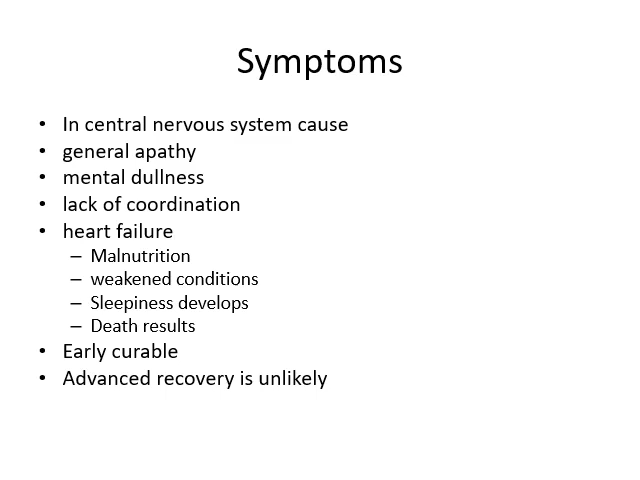 Symptoms
• In central nervous system cause
• general apathy
• mental dullness
• lack of coordination
• heart failure
– Malnutrition
– weakened conditions
– Sleepiness develops
– Death results
• Early curable
• Advanced recovery is unlikely